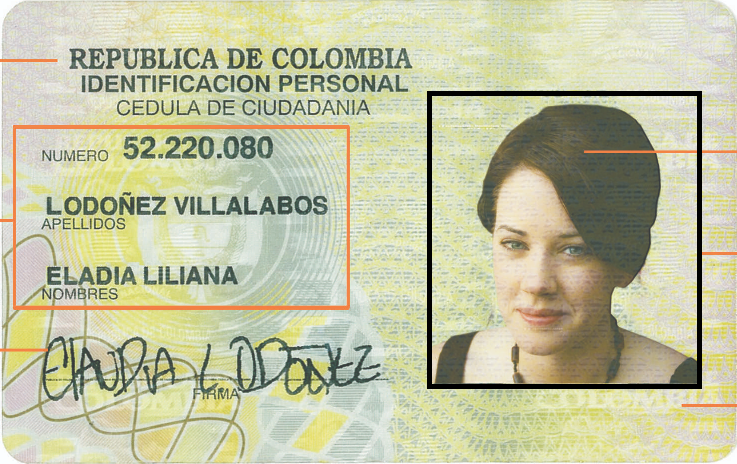 REPUBLICA DE COLOMBIA
IDENTIFICACION PERSONAL
CEDULA DE CIUDADANIA
NUMERO 52.220.080
LODOÑEZ VILLALABOS
APELLIDOS
ELADIA LILIANA
NOMBRES
CLAUDIA L. ODOÑEZ
FIRMA
COLOMBIA